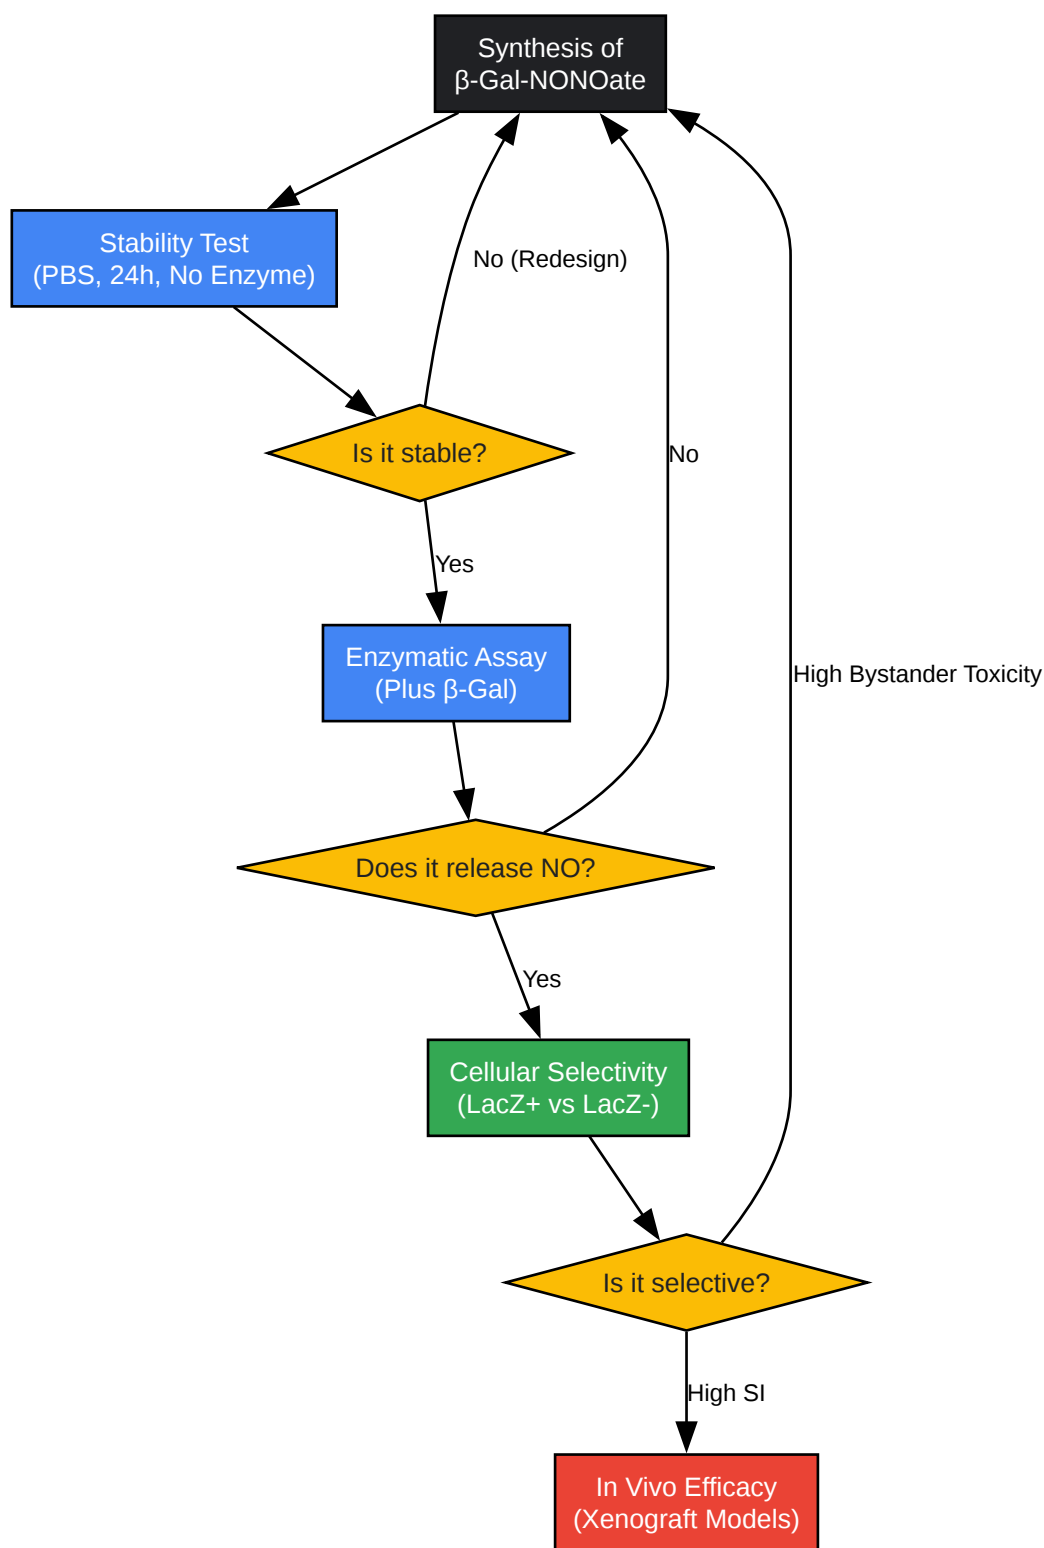 Synthesis of
β-Gal-NONOate
Stability Test
(PBS, 24h, No Enzyme)
No (Redesign)
Is it stable?
No
Yes
Enzymatic Assay
(Plus β-Gal)
High Bystander Toxicity
Does it release NO?
Yes
Cellular Selectivity
(LacZ+ vs LacZ-)
Is it selective?
High SI
In Vivo Efficacy
(Xenograft Models)